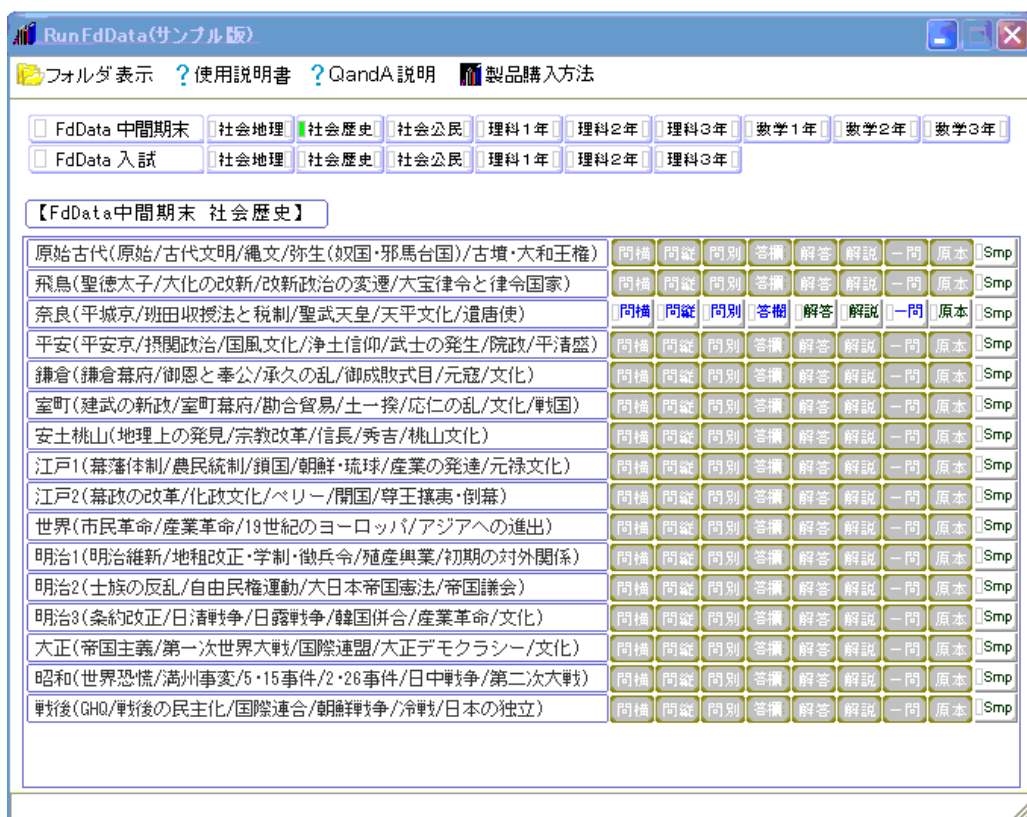 RunFdData(サンプル版)
フォルダ表示 ?使用説明書 ?QandA説明 製品購入方法
FdData 中間期末 社会地理 社会歴史 社会公民 理科1年 理科2年 理科3年 数学1年 数学2年 数学3年
FdData 入試 社会地理 社会歴史 社会公民 理科1年 理科2年 理科3年
【FdData中間期末 社会歴史】
原始古代(原始/古代文明/縄文/弥生(奴国・邪馬台国)/古墳・大和王権) 問横 問縦 問別 答欄 解答 解説 一問 原本 Smp
飛鳥(聖徳太子/大化の改新/改新政治の変遷/大宝律令と律令国家) 問横 問縦 問別 答欄 解答 解説 一問 原本 Smp
奈良(平城京/班田収授法と税制/聖武天皇/天平文化/遣唐使) 問横 問縦 問別 答欄 解答 解説 一問 原本 Smp
平安(平安京/摂関政治/国風文化/浄土信仰/武士の発生/院政/平清盛) 問横 問縦 問別 答欄 解答 解説 一問 原本 Smp
鎌倉(鎌倉幕府/御恩と奉公/承久の乱/御成敗式目/元寇/文化) 問横 問縦 問別 答欄 解答 解説 一問 原本 Smp
室町(建武の新政/室町幕府/勘合貿易/土一揆/応仁の乱/文化/戦国) 問横 問縦 問別 答欄 解答 解説 一問 原本 Smp
安土桃山(地理上の発見/宗教改革/信長/秀吉/桃山文化) 問横 問縦 問別 答欄 解答 解説 一問 原本 Smp
江戸1(幕藩体制/農民統制/鎖国/朝鮮・琉球/産業の発達/元禄文化) 問横 問縦 問別 答欄 解答 解説 一問 原本 Smp
江戸2(幕政の改革/化政文化/ペリー/開国/尊王攘夷・倒幕) 問横 問縦 問別 答欄 解答 解説 一問 原本 Smp
世界(市民革命/産業革命/19世紀のヨーロッパ/アジアへの進出) 問横 問縦 問別 答欄 解答 解説 一問 原本 Smp
明治1(明治維新/地租改正・学制・徴兵令/殖産興業/初期の対外関係) 問横 問縦 問別 答欄 解答 解説 一問 原本 Smp
明治2(士族の反乱/自由民権運動/大日本帝国憲法/帝国議会) 問横 問縦 問別 答欄 解答 解説 一問 原本 Smp
明治3(条約改正/日清戦争/日露戦争/韓国併合/産業革命/文化) 問横 問縦 問別 答欄 解答 解説 一問 原本 Smp
大正(帝国主義/第一次世界大戦/国際連盟/大正デモクラシー/文化) 問横 問縦 問別 答欄 解答 解説 一問 原本 Smp
昭和(世界恐慌/満州事変/5・15事件/2・26事件/日中戦争/第二次大戦) 問横 問縦 問別 答欄 解答 解説 一問 原本 Smp
戦後(GHQ/戦後の民主化/国際連合/朝鮮戦争/冷戦/日本の独立) 問横 問縦 問別 答欄 解答 解説 一問 原本 Smp